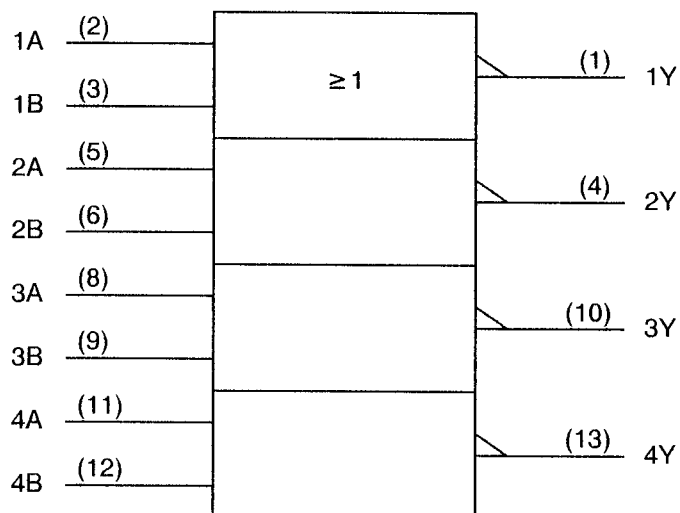 1A (2) ≥1 (1) 1Y
1B (3)
2A (5) (4) 2Y
2B (6)
3A (8) (10) 3Y
3B (9)
4A (11) (13) 4Y
4B (12)